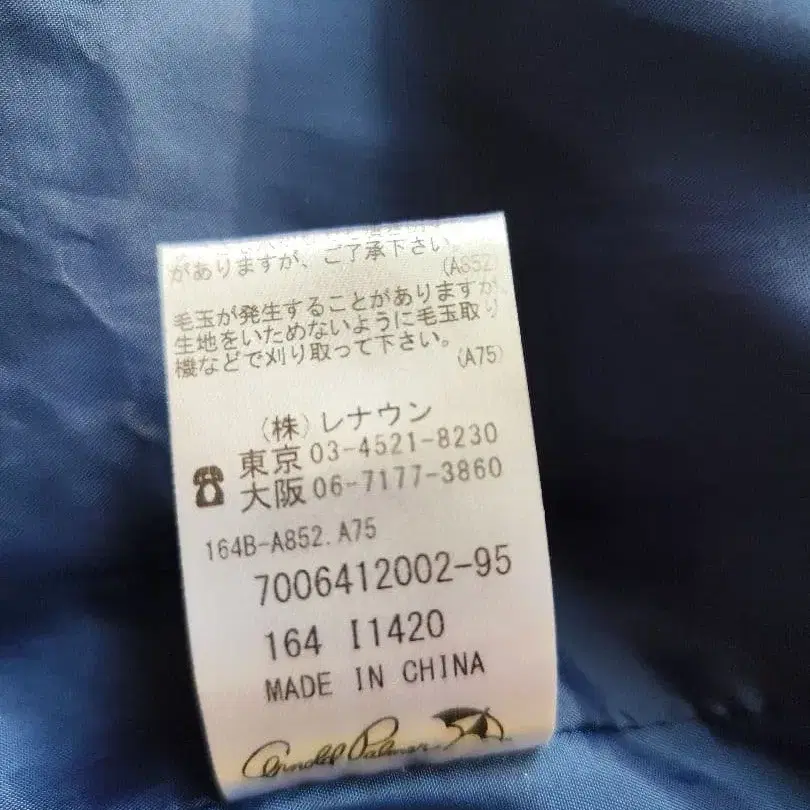 がありますが、ご了承下さい。
(A852)
毛玉が発生することがありますが、
生地をいためないように毛玉取り
機などで刈り取って下さい。
(A75)
(株)レナウン
東京 03-4521-8230
大阪 06-7177-3860
164B-A852.A75
7006412002-95
164 I1420
MADE IN CHINA
Arnold Palmer